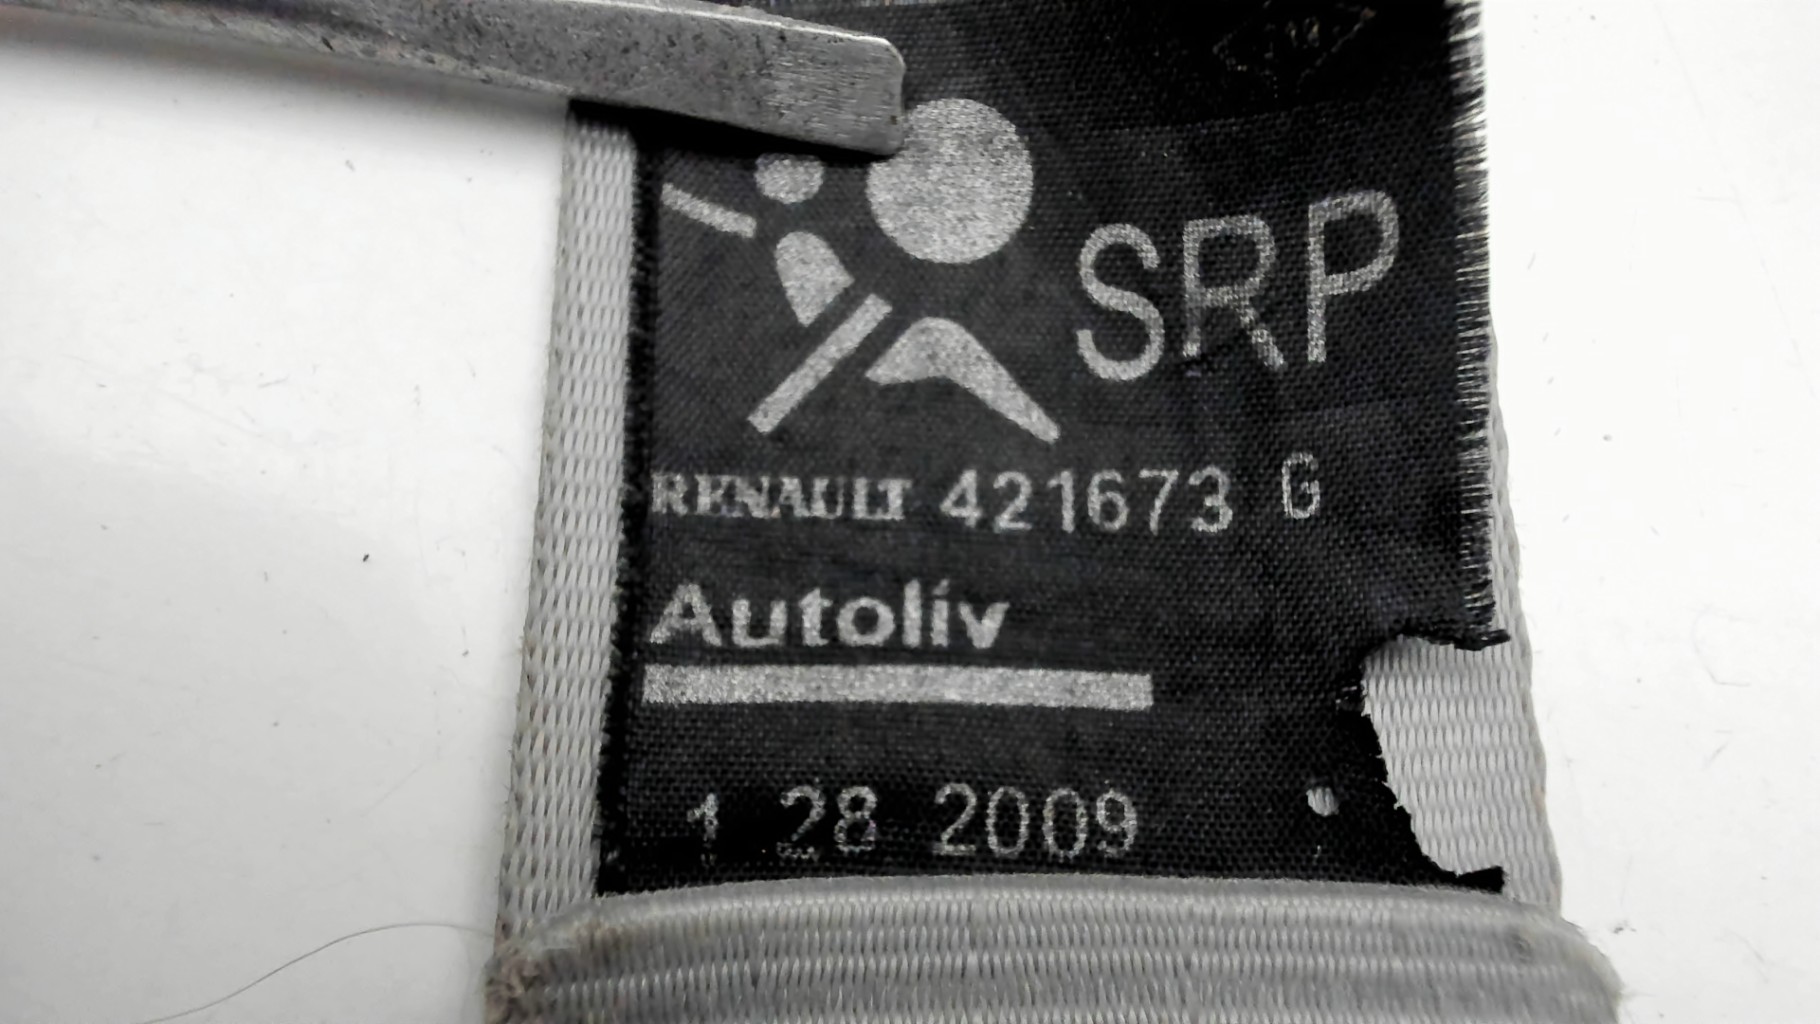 SRP
RENAULT 421673 G
Autoliv
1 28 2009